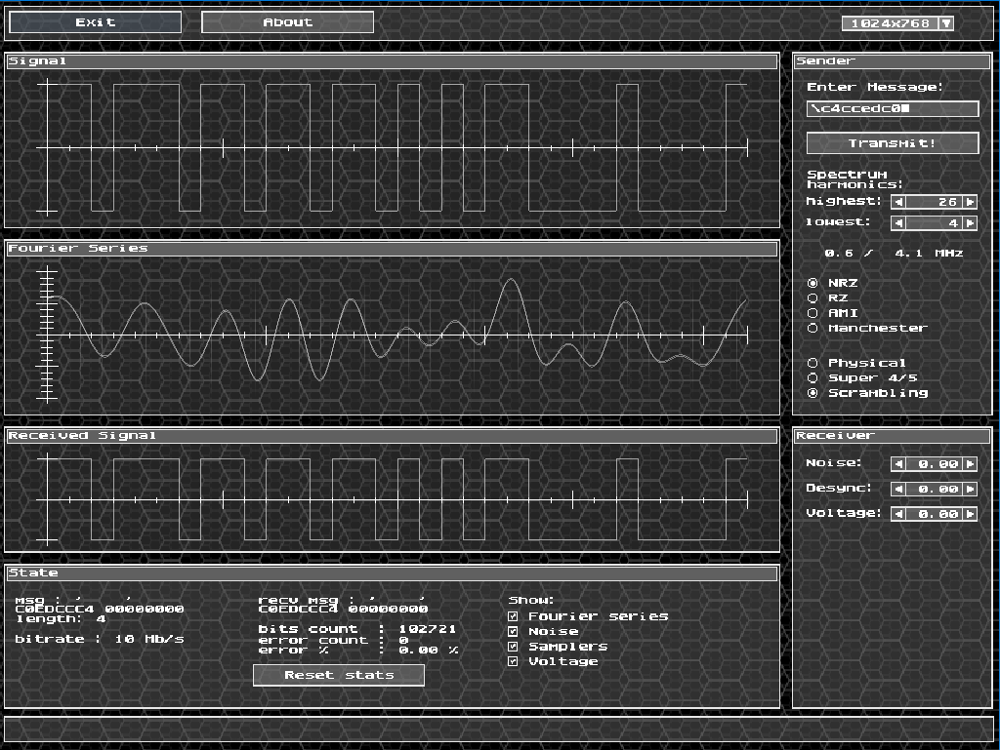 Exit
About
1024x768
Signal
Sender
Enter Message:
\c4ccedc0
Transmit!
Spectrum
harmonics:
highest: 26
lowest: 4
0.6 / 4.1 MHz
NRZ
RZ
AMI
Manchester
Physical
Super 4/5
Scrambling
Fourier Series
Received Signal
Receiver
Noise: 0.00
Desync: 0.00
Voltage: 0.00
State
msg : '    '
C0EDCCC4 00000000
length: 4
bitrate : 10 Mb/s
recv msg : '    '
C0EDCCC4 00000000
bits count : 102721
error count : 0
error % : 0.00 %
Reset stats
Show:
Fourier series
Noise
Samplers
Voltage